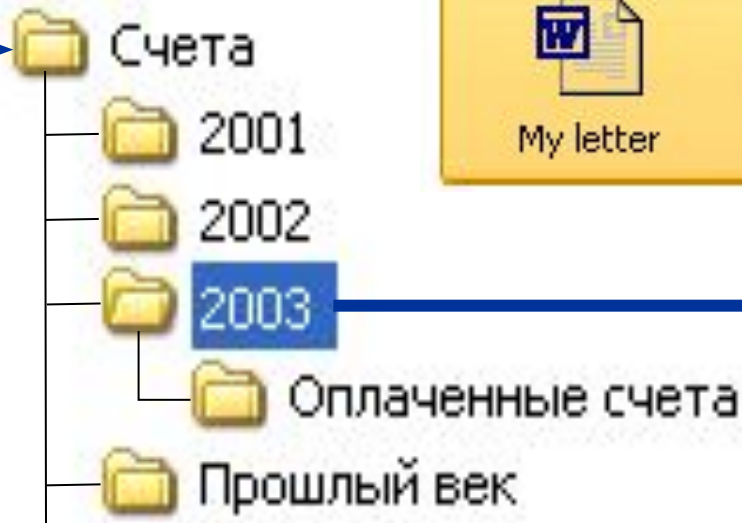 Счета
My letter
2001
2002
2003
Оплаченные счета
Прошлый век